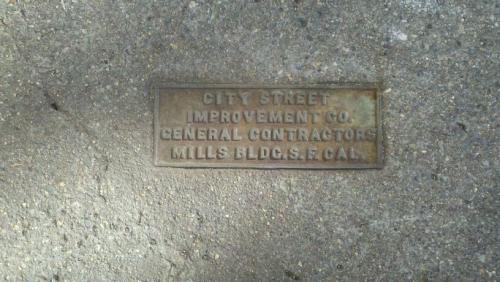 CITY STREET
IMPROVEMENT CO.
GENERAL CONTRACTORS
MILLS BLDG. S. F. CAL.